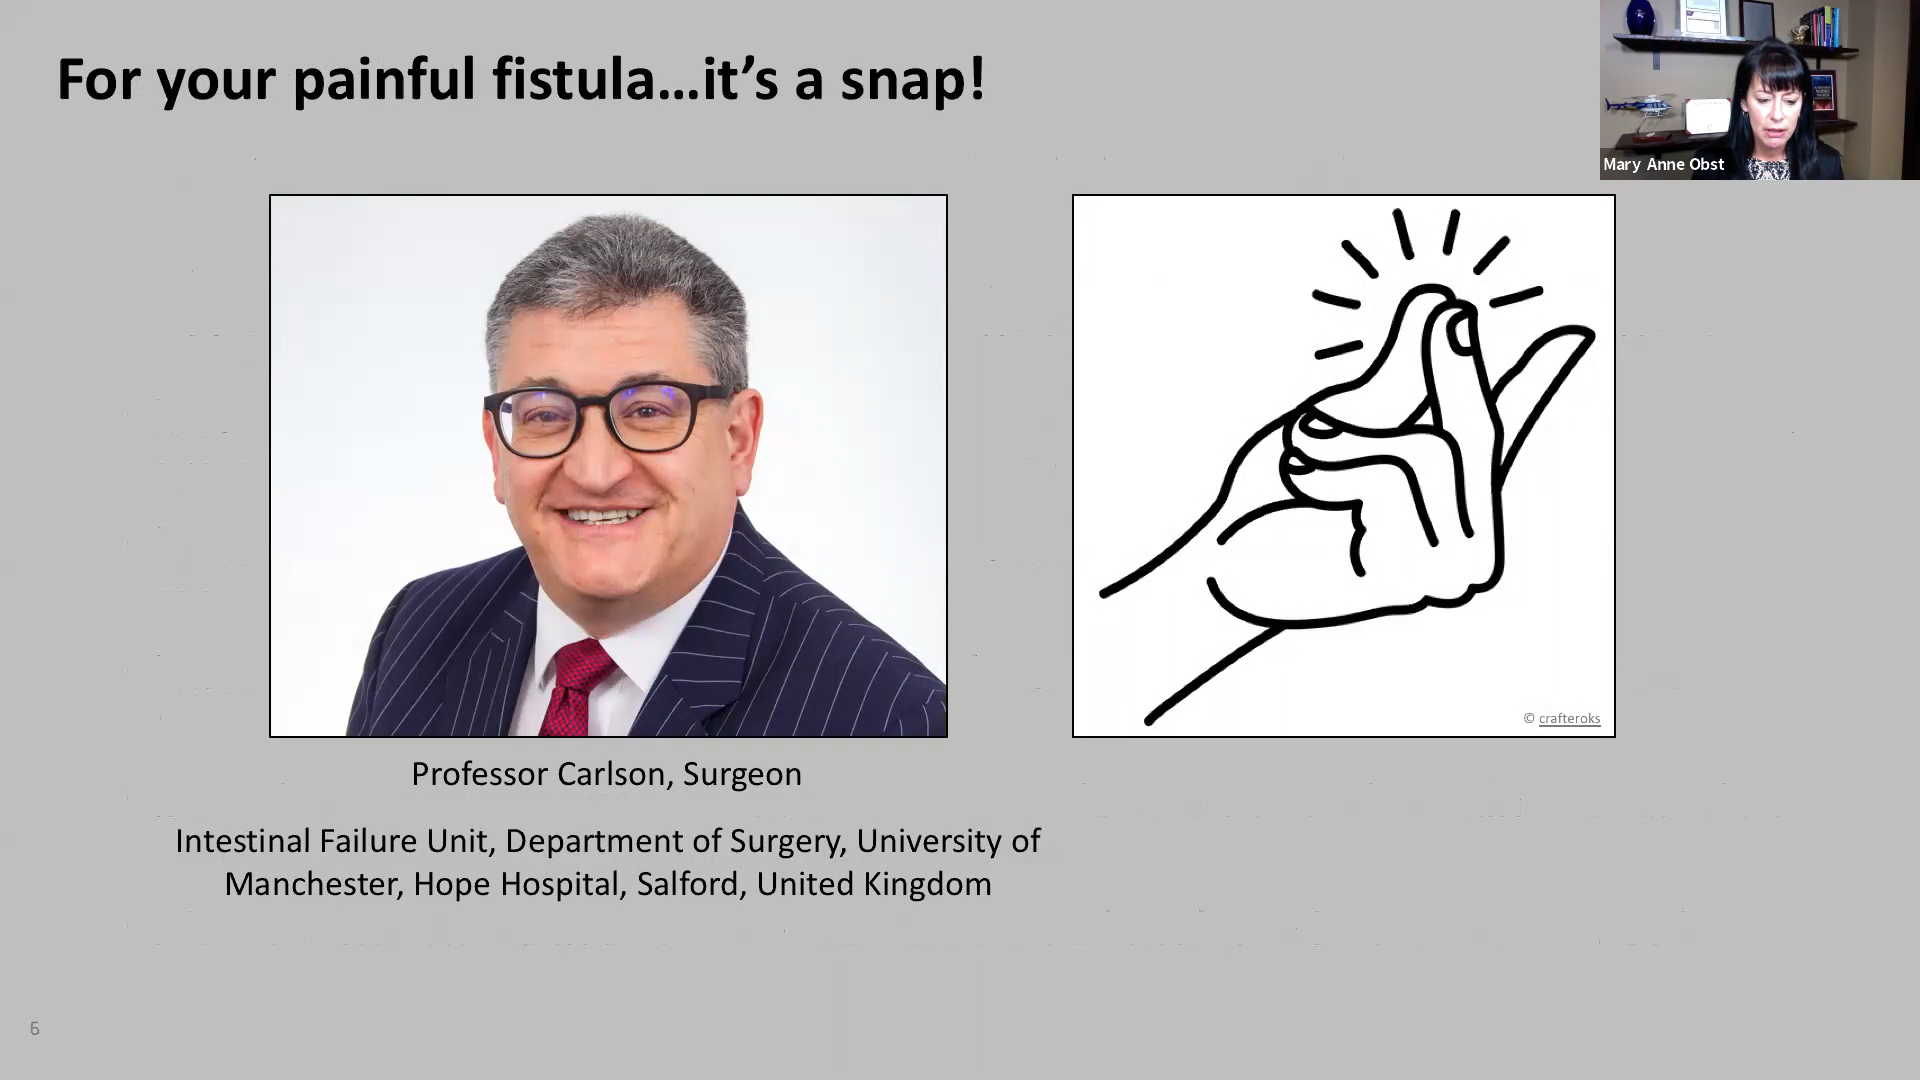 For your painful fistula...it's a snap!
Mary Anne Obst
© crafteroks
Professor Carlson, Surgeon
Intestinal Failure Unit, Department of Surgery, University of
Manchester, Hope Hospital, Salford, United Kingdom
6